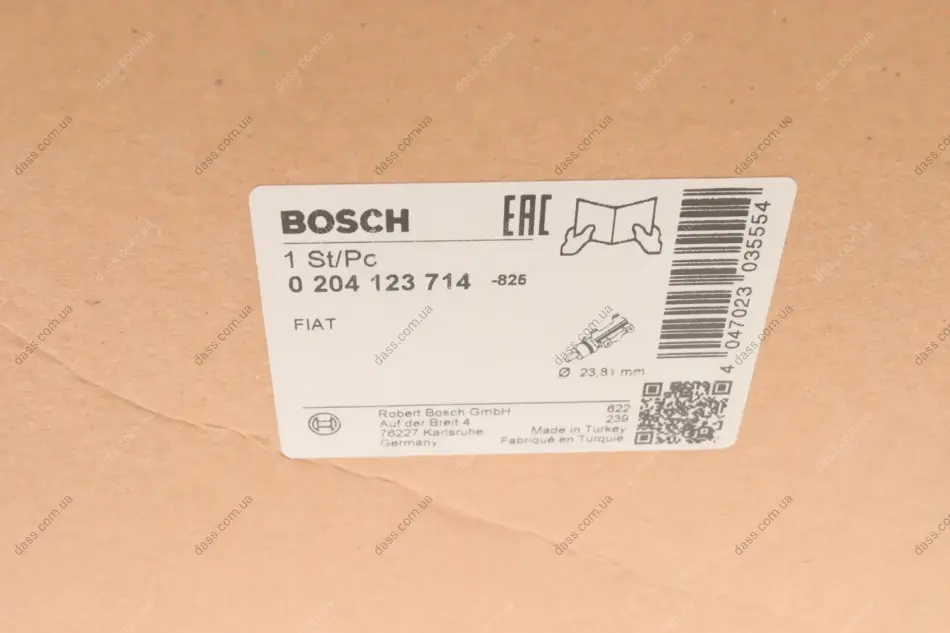 BOSCH
EAC
1 St/Pc
0 204 123 714 -825
FIAT
Ø 23,81 mm
4 047023 035554
Robert Bosch GmbH
Auf der Breit 4
76227 Karlsruhe
Germany
622
239
Made in Turkey
Fabriqué en Turquie
dass.com.ua